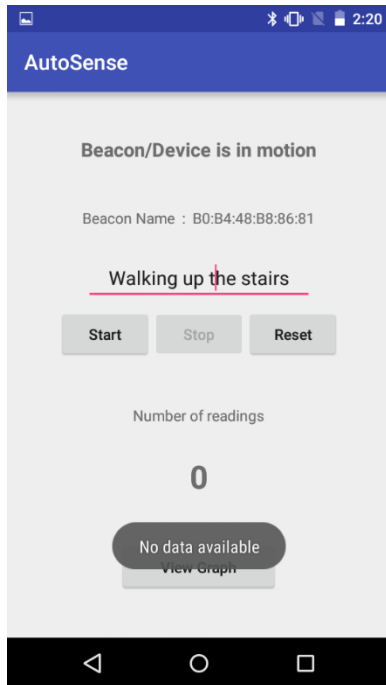 2:20
AutoSense
Beacon/Device is in motion
Beacon Name : B0:B4:48:B8:86:81
Walking up the stairs
Start Stop Reset
Number of readings
0
No data available
View Graph